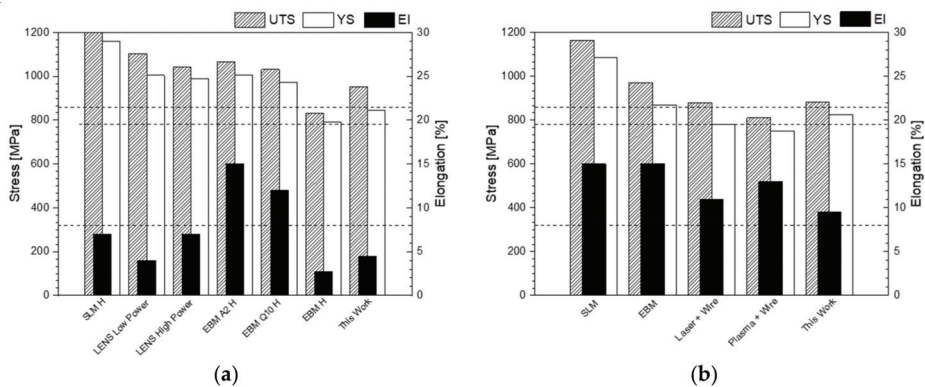 UTS YS EI
1200
1000
800
600
400
200
0
Stress [MPa]
30
25
20
15
10
5
0
Elongation [%]
SLM H
LENS Low Power
LENS High Power
EBM A2 H
EBM Q10 H
EBM H
This Work
(a)
UTS YS EI
1200
1000
800
600
400
200
0
Stress [MPa]
30
25
20
15
10
5
0
Elongation [%]
SLM
EBM
Laser + Wire
Plasma + Wire
This Work
(b)